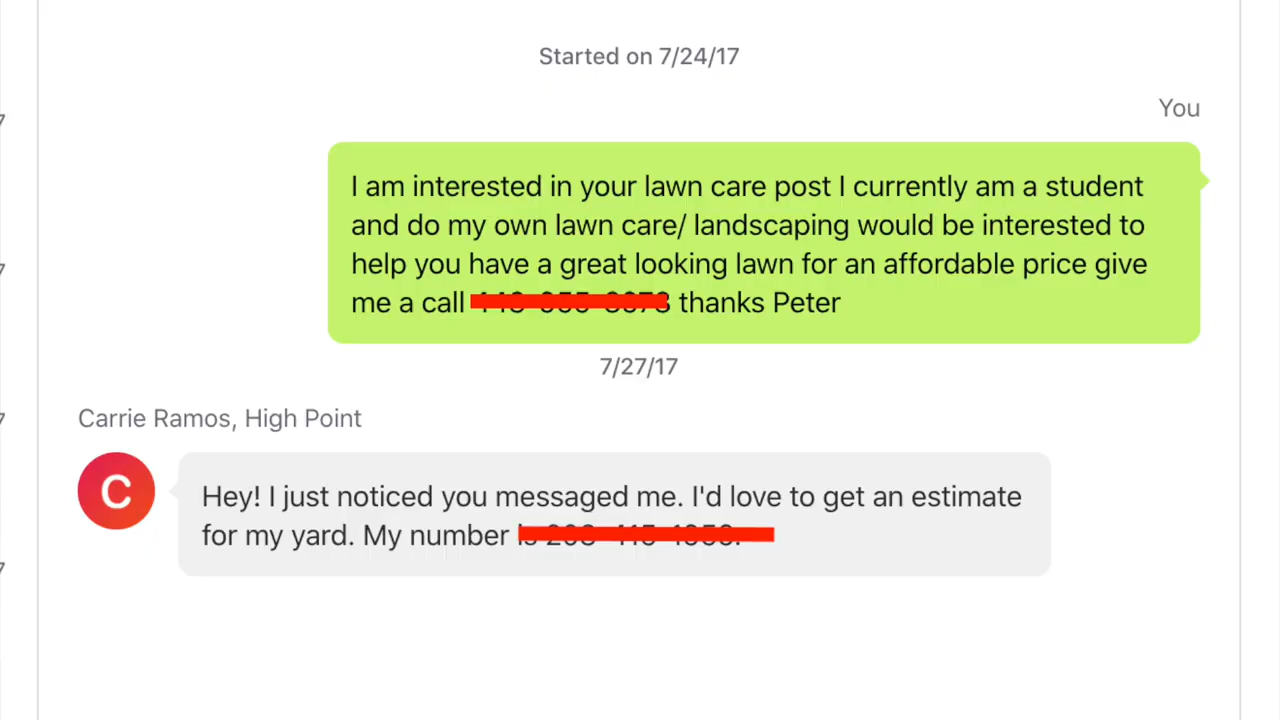 Started on 7/24/17
You
I am interested in your lawn care post I currently am a student
and do my own lawn care/ landscaping would be interested to
help you have a great looking lawn for an affordable price give
me a call thanks Peter
7/27/17
Carrie Ramos, High Point
C
Hey! I just noticed you messaged me. I'd love to get an estimate
for my yard. My number